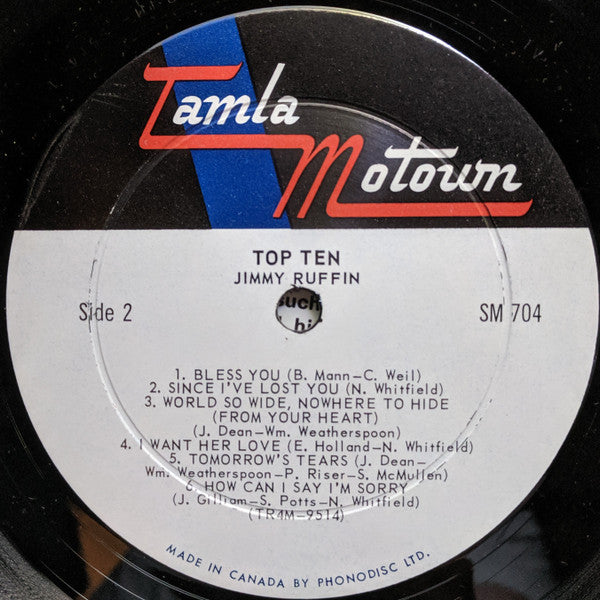 Tamla
Motown
TOP TEN
JIMMY RUFFIN
Side 2
such
hi
SM 704
1. BLESS YOU (B. Mann—C. Weil)
2. SINCE I'VE LOST YOU (N. Whitfield)
3. WORLD SO WIDE, NOWHERE TO HIDE
(FROM YOUR HEART)
(J. Dean—Wm. Weatherspoon)
4. I WANT HER LOVE (E. Holland—N. Whitfield)
5. TOMORROW'S TEARS (J. Dean—
Wm. Weatherspoon—P. Riser—S. McMullen)
6. HOW CAN I SAY I'M SORRY
(J. Gilliam—S. Potts—N. Whitfield)
(TR4M—9514)
MADE IN CANADA BY PHONODISC LTD.